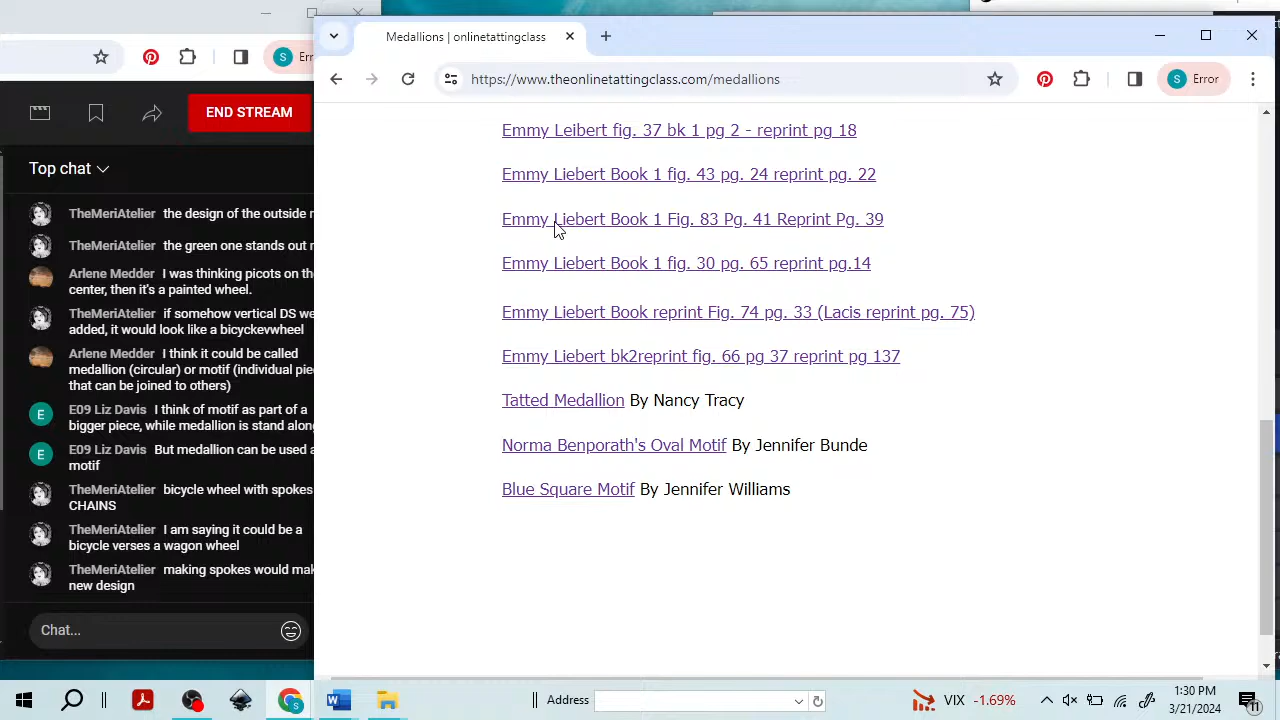 Medallions | onlinetattingclass
S Err
https://www.theonlinetattingclass.com/medallions
S Error
END STREAM
Top chat
TheMeriAtelier the design of the outside
TheMeriAtelier the green one stands out
Arlene Medder I was thinking picots on the
center, then it's a painted wheel.
TheMeriAtelier if somehow vertical DS we
added, it would look like a bicyckevwheel
Arlene Medder I think it could be called
medallion (circular) or motif (individual pie
that can be joined to others)
E E09 Liz Davis I think of motif as part of a
bigger piece, while medallion is stand alon
E E09 Liz Davis But medallion can be used a
motif
TheMeriAtelier bicycle wheel with spokes
CHAINS
TheMeriAtelier I am saying it could be a
bicycle verses a wagon wheel
TheMeriAtelier making spokes would mak
new design
Chat...
Emmy Leibert fig. 37 bk 1 pg 2 - reprint pg 18
Emmy Liebert Book 1 fig. 43 pg. 24 reprint pg. 22
Emmy Liebert Book 1 Fig. 83 Pg. 41 Reprint Pg. 39
Emmy Liebert Book 1 fig. 30 pg. 65 reprint pg.14
Emmy Liebert Book reprint Fig. 74 pg. 33 (Lacis reprint pg. 75)
Emmy Liebert bk2reprint fig. 66 pg 37 reprint pg 137
Tatted Medallion By Nancy Tracy
Norma Benporath's Oval Motif By Jennifer Bunde
Blue Square Motif By Jennifer Williams
Address
VIX -1.69%
1:30 PM
3/21/2024